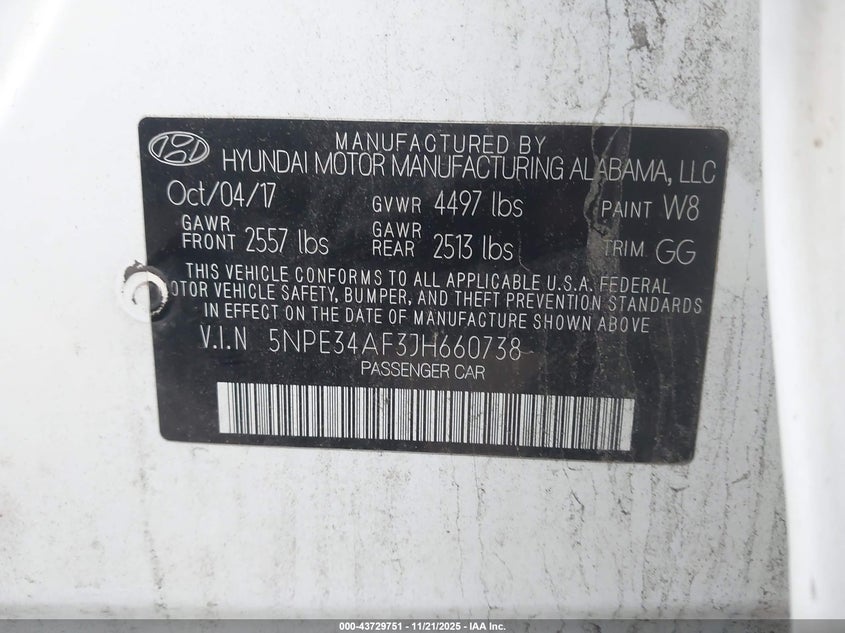 MANUFACTURED BY
HYUNDAI MOTOR MANUFACTURING ALABAMA, LLC
Oct/04/17 GVWR 4497 lbs PAINT W8
GAWR FRONT 2557 lbs GAWR REAR 2513 lbs TRIM GG
THIS VEHICLE CONFORMS TO ALL APPLICABLE U.S.A. FEDERAL
OTOR VEHICLE SAFETY, BUMPER, AND THEFT PREVENTION STANDARDS
IN EFFECT ON THE DATE OF MANUFACTURE SHOWN ABOVE
V.I.N 5NPE34AF3JH660738
PASSENGER CAR
000-43729751 — 11/21/2025 — IAA Inc.